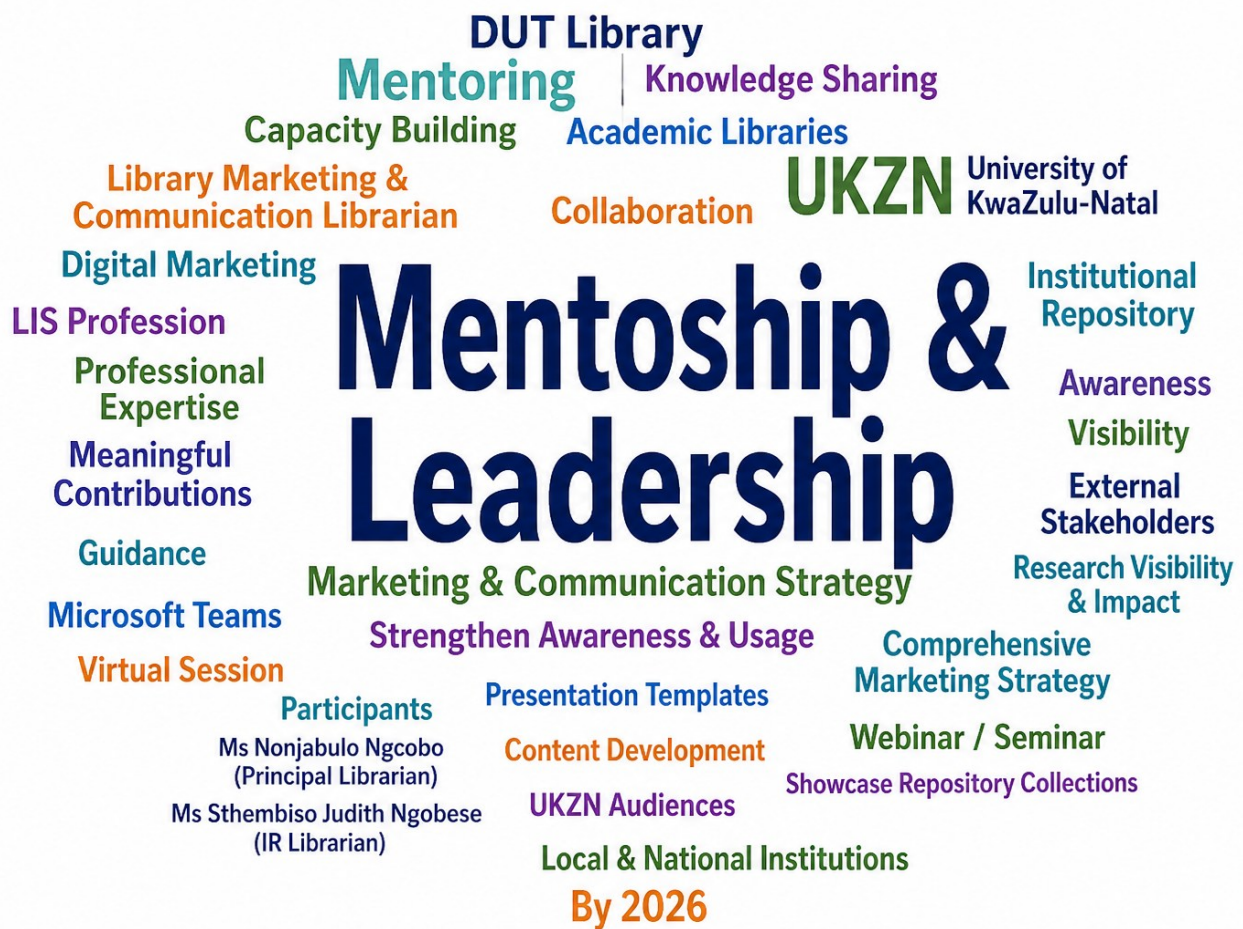 DUT Library
Mentoring
Knowledge Sharing
Capacity Building
Academic Libraries
Library Marketing &
Communication Librarian
Collaboration
UKZN
University of
KwaZulu-Natal
Digital Marketing
Mentoship &
Institutional
Repository
LIS Profession
Professional
Expertise
Awareness
Visibility
Leadership
Meaningful
Contributions
External
Stakeholders
Guidance
Marketing & Communication Strategy
Research Visibility
& Impact
Microsoft Teams
Strengthen Awareness & Usage
Comprehensive
Marketing Strategy
Virtual Session
Participants
Presentation Templates
Ms Nonjabulo Ngcobo
(Principal Librarian)
Content Development
Webinar / Seminar
Showcase Repository Collections
Ms Sthembiso Judith Ngobese
(IR Librarian)
UKZN Audiences
Local & National Institutions
By 2026